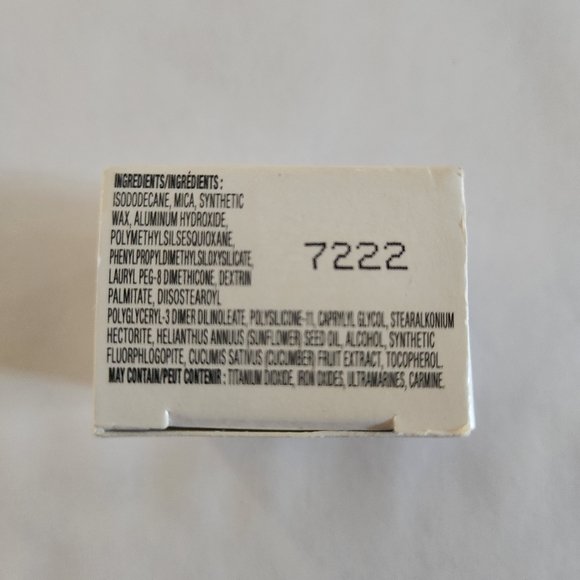 INGREDIENTS/INGRÉDIENTS :
ISODODECANE, MICA, SYNTHETIC
WAX, ALUMINUM HYDROXIDE,
POLYMETHYLSILSESQUIOXANE,
PHENYLPROPYLDIMETHYLSILOXYSILICATE,
LAURYL PEG-8 DIMETHICONE, DEXTRIN
PALMITATE, DIISOSTEAROYL
POLYGLYCERYL-3 DIMER DILINOLEATE, POLYSILICONE-11, CAPRYLYL GLYCOL, STEARALKONIUM
HECTORITE, HELIANTHUS ANNUUS (SUNFLOWER) SEED OIL, ALCOHOL, SYNTHETIC
FLUORPHLOGOPITE, CUCUMIS SATIVUS (CUCUMBER) FRUIT EXTRACT, TOCOPHEROL.
MAY CONTAIN/PEUT CONTENIR : TITANIUM DIOXIDE, IRON OXIDES, ULTRAMARINES, CARMINE.
7222